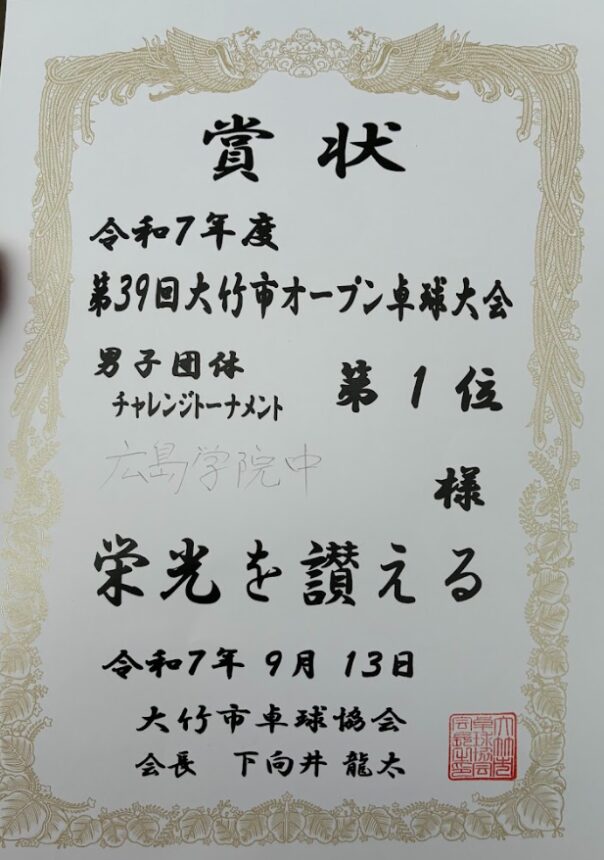 賞状
令和7年度
第39回大竹市オープン卓球大会
男子団体
チャレンジトーナメント
第1位
広島学院中
様
栄光を讃える
令和7年 9月 13日
大竹市卓球協会
会長 下向井 龍太